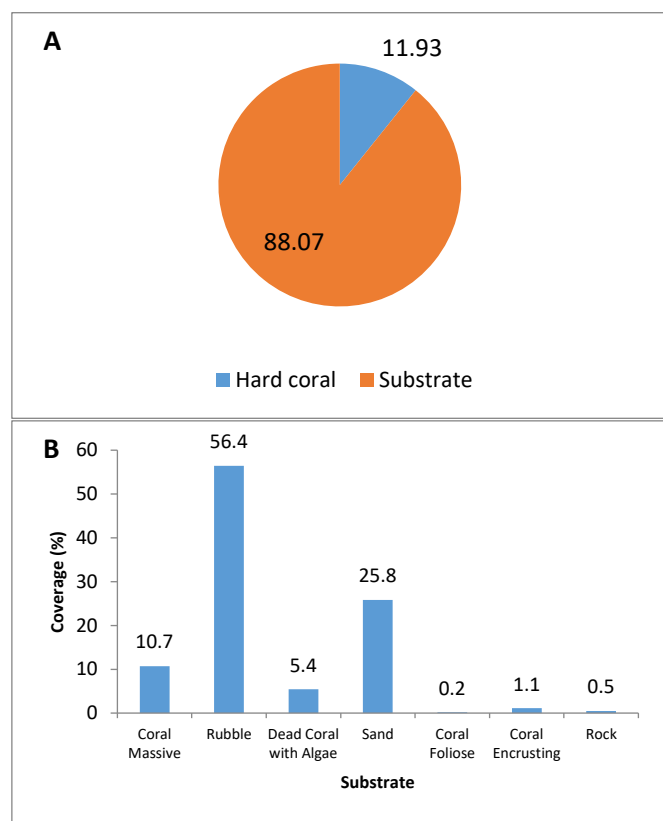 A
11.93
88.07
Hard coral Substrate
B
60
50
40
30
20
10
0
Coverage (%)
10.7
56.4
5.4
25.8
0.2
1.1
0.5
Coral Massive
Rubble
Dead Coral with Algae
Sand
Coral Foliose
Coral Encrusting
Rock
Substrate